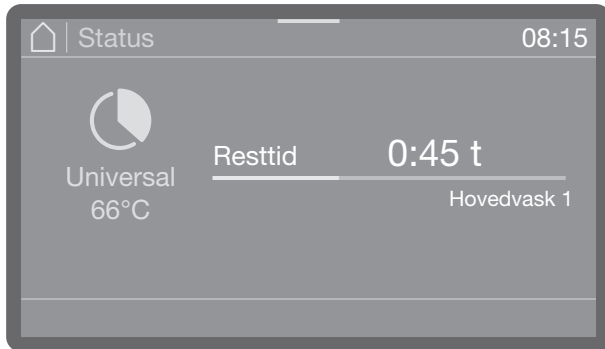 Status 08:15
Resttid 0:45 t
Universal
66°C
Hovedvask 1